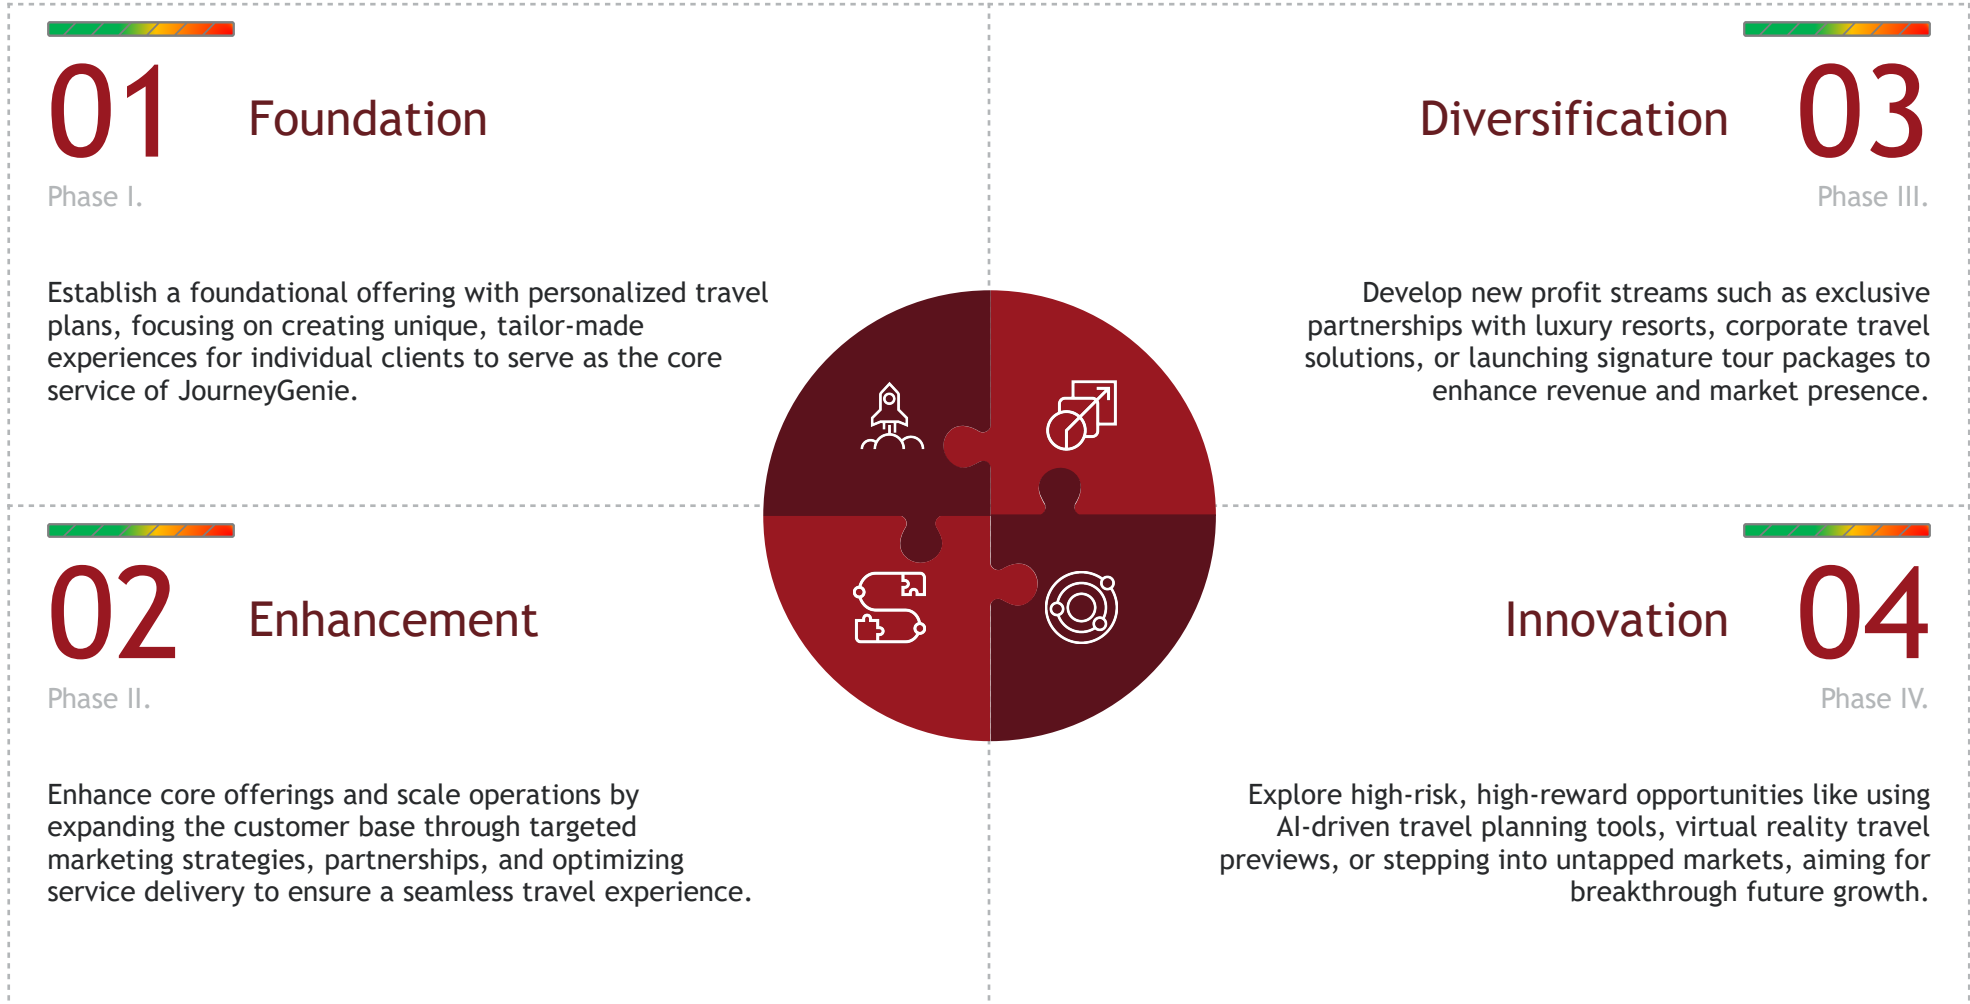 01
Foundation
Phase I.
Establish a foundational offering with personalized travel
plans, focusing on creating unique, tailor-made
experiences for individual clients to serve as the core
service of JourneyGenie.
02
Enhancement
Phase II.
Enhance core offerings and scale operations by
expanding the customer base through targeted
marketing strategies, partnerships, and optimizing
service delivery to ensure a seamless travel experience.
Diversification
03
Phase III.
Develop new profit streams such as exclusive
partnerships with luxury resorts, corporate travel
solutions, or launching signature tour packages to
enhance revenue and market presence.
Innovation
04
Phase IV.
Explore high-risk, high-reward opportunities like using
AI-driven travel planning tools, virtual reality travel
previews, or stepping into untapped markets, aiming for
breakthrough future growth.